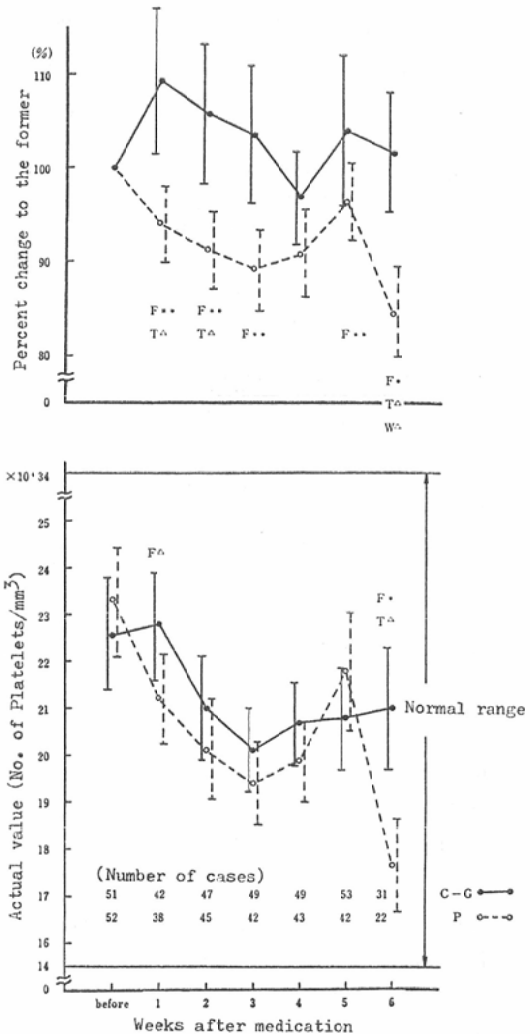 (%)
110
100
90
80
0
Percent change to the former
F** F** F** F** F*
T△ T△ T△
W△
×10⁴ 34
25
24
23
22
21
20
19
18
17
16
15
14
0
Actual value (No. of Platelets/mm³)
F△
F*
T△
Normal range
(Number of cases)
51 42 47 49 49 53 31
52 38 45 42 43 42 22
C-G
P
before 1 2 3 4 5 6
Weeks after medication